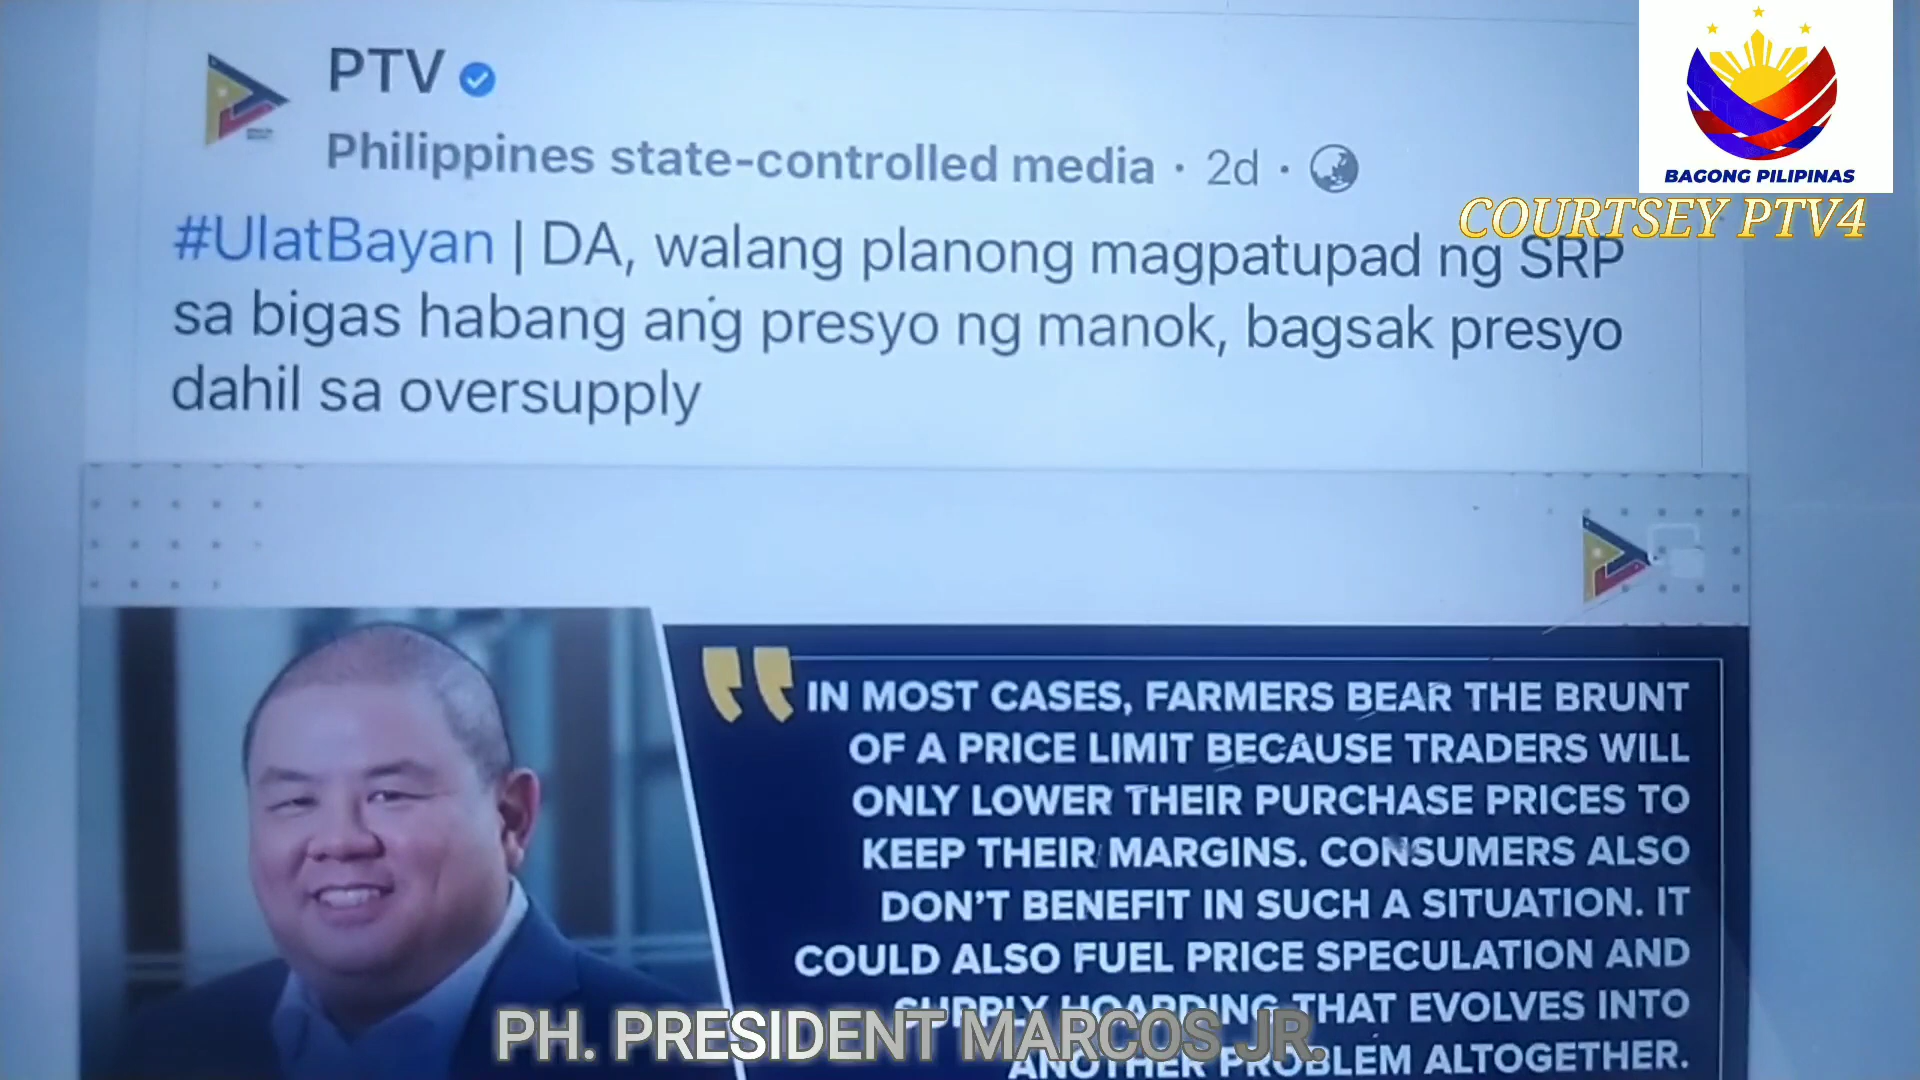 PTV
Philippines state-controlled media · 2d ·
BAGONG PILIPINAS
COURTSEY PTV4
#UlatBayan | DA, walang planong magpatupad ng SRP
sa bigas habang ang presyo ng manok, bagsak presyo
dahil sa oversupply
IN MOST CASES, FARMERS BEAR THE BRUNT
OF A PRICE LIMIT BECAUSE TRADERS WILL
ONLY LOWER THEIR PURCHASE PRICES TO
KEEP THEIR MARGINS. CONSUMERS ALSO
DON'T BENEFIT IN SUCH A SITUATION. IT
COULD ALSO FUEL PRICE SPECULATION AND
SUPPLY HOARDING THAT EVOLVES INTO
ANOTHER PROBLEM ALTOGETHER.
PH. PRESIDENT MARCOS JR.